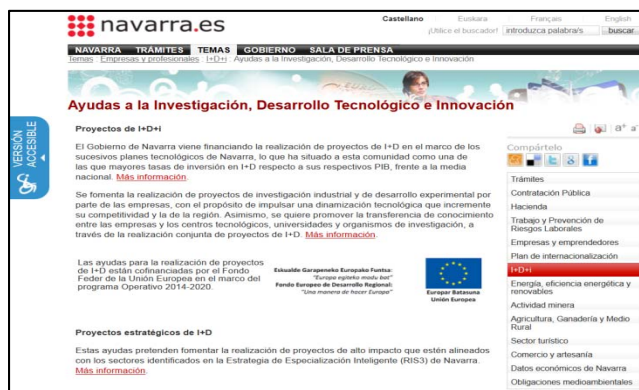 navarra.es
Castellano Euskara Français English
¡Utilice el buscador! introduzca palabra/s buscar
NAVARRA TRÁMITES TEMAS GOBIERNO SALA DE PRENSA
Temas : Empresas y profesionales : I+D+i : Ayudas a la Investigación, Desarrollo Tecnológico e Innovación
Ayudas a la Investigación, Desarrollo Tecnológico e Innovación
VERSIÓN
ACCESIBLE
Proyectos de I+D+i
El Gobierno de Navarra viene financiando la realización de proyectos de I+D en el marco de los
sucesivos planes tecnológicos de Navarra, lo que ha situado a esta comunidad como una de
las que mayores tasas de inversión en I+D respecto a sus respectivos PIB, frente a la media
nacional. Más información.
Se fomenta la realización de proyectos de investigación industrial y de desarrollo experimental por
parte de las empresas, con el propósito de impulsar una dinamización tecnológica que incremente
su competitividad y la de la región. Asimismo, se quiere promover la transferencia de conocimiento
entre las empresas y los centros tecnológicos, universidades y organismos de investigación, a
través de la realización conjunta de proyectos de I+D. Más información.
Las ayudas para la realización de proyectos
de I+D están cofinanciadas por el Fondo
Feder de la Unión Europea en el marco del
programa Operativo 2014-2020.
Eskualde Garapeneko Europako Funtsa:
"Europa egiteko modu bat"
Fondo Europeo de Desarrollo Regional:
"Una manera de hacer Europa"
Europar Batasuna
Unión Europea
Proyectos estratégicos de I+D
Estas ayudas pretenden fomentar la realización de proyectos de alto impacto que estén alineados
con los sectores identificados en la Estrategia de Especialización Inteligente (RIS3) de Navarra.
Más información.
a+ a-
Compártelo
Trámites
Contratación Pública
Hacienda
Trabajo y Prevención de
Riesgos Laborales
Empresas y emprendedores
Plan de internacionalización
I+D+i
Energía, eficiencia energética y
renovables
Actividad minera
Agricultura, Ganadería y Medio
Rural
Sector turístico
Comercio y artesanía
Datos económicos de Navarra
Obligaciones medioambientales